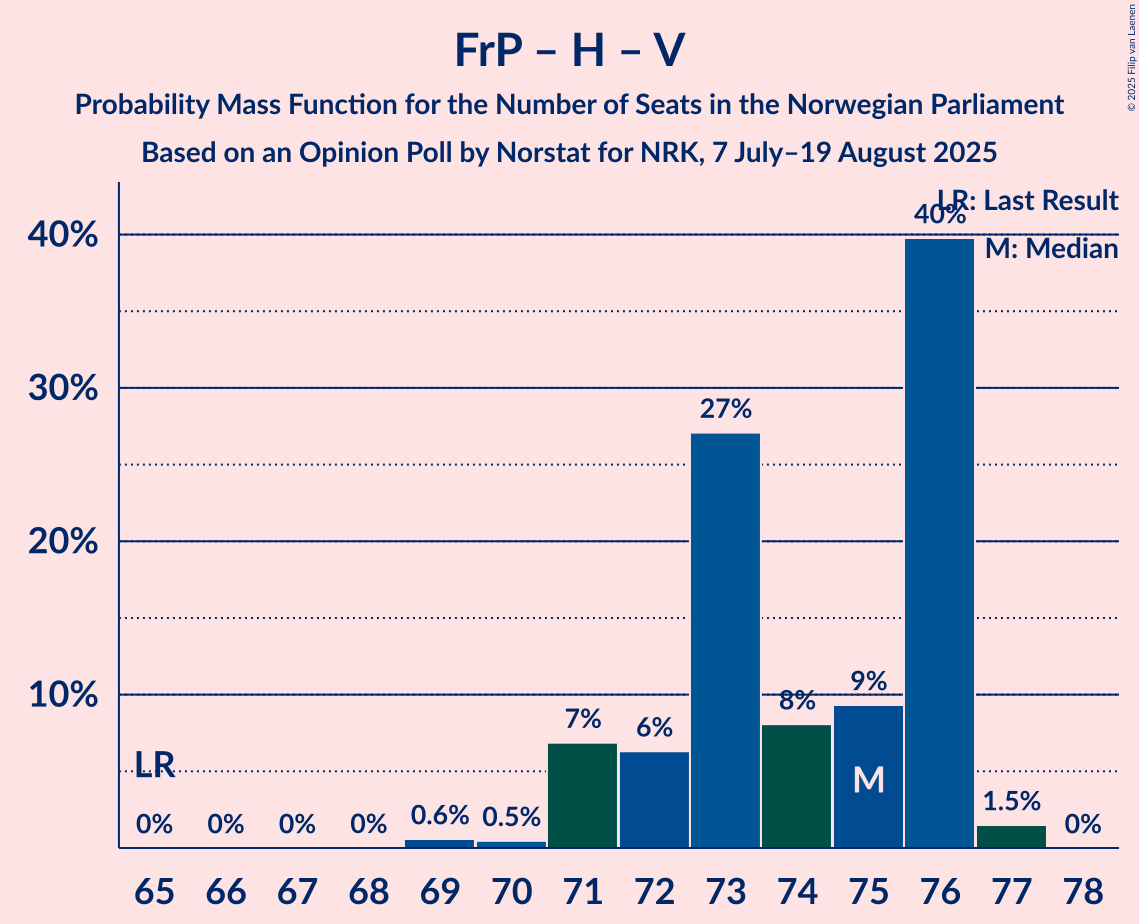 FrP – H – V
Probability Mass Function for the Number of Seats in the Norwegian Parliament
Based on an Opinion Poll by Norstat for NRK, 7 July–19 August 2025
© 2025 Filip van Laenen
LR: Last Result
M: Median
40%
30%
20%
10%
LR
0%
0%
0%
0%
0.6%
0.5%
7%
6%
27%
8%
9%
M
40%
1.5%
0%
65 66 67 68 69 70 71 72 73 74 75 76 77 78